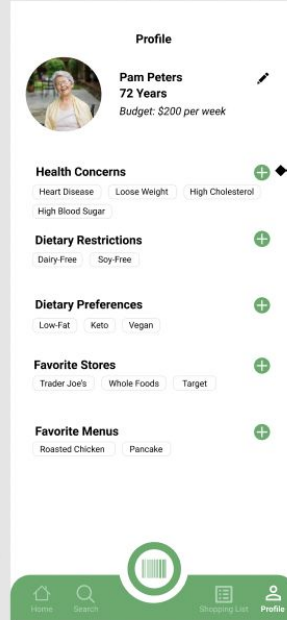 Profile
Pam Peters
72 Years
Budget: $200 per week
Health Concerns
Heart Disease Loose Weight High Cholesterol
High Blood Sugar
Dietary Restrictions
Dairy-Free Soy-Free
Dietary Preferences
Low-Fat Keto Vegan
Favorite Stores
Trader Joe's Whole Foods Target
Favorite Menus
Roasted Chicken Pancake
Home Search Shopping List Profile